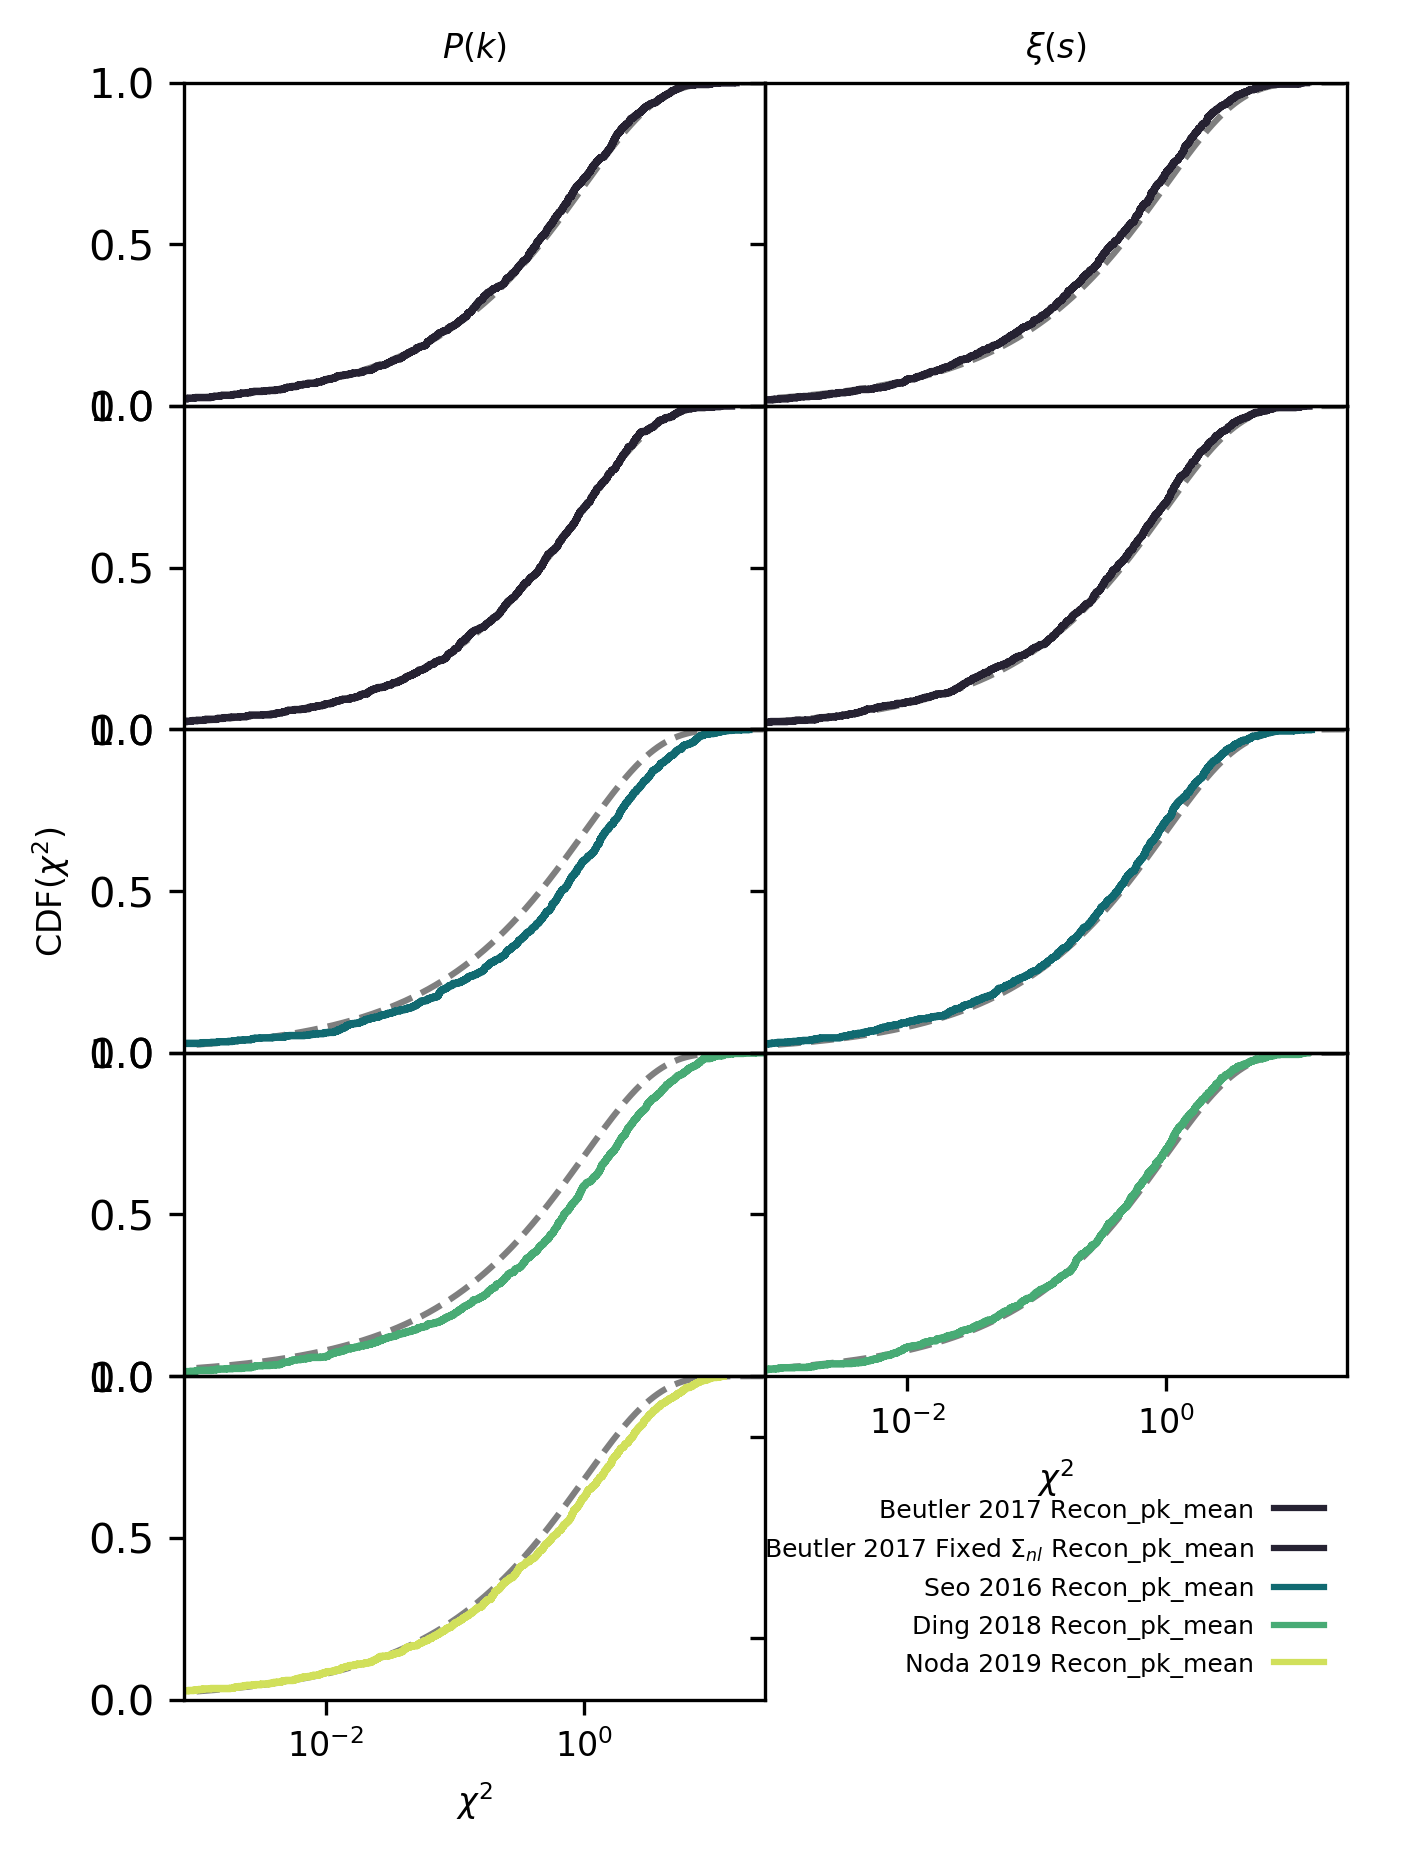 P(k)
ξ(s)
1.0
0.5
0.0
1.0
0.5
0.0
1.0
CDF(χ²)
0.5
0.0
1.0
0.5
0.0
1.0
10⁻² 10⁰
χ²
Beutler 2017 Recon_pk_mean
0.5
Beutler 2017 Fixed Σₙₗ Recon_pk_mean
Seo 2016 Recon_pk_mean
Ding 2018 Recon_pk_mean
Noda 2019 Recon_pk_mean
0.0
10⁻² 10⁰
χ²